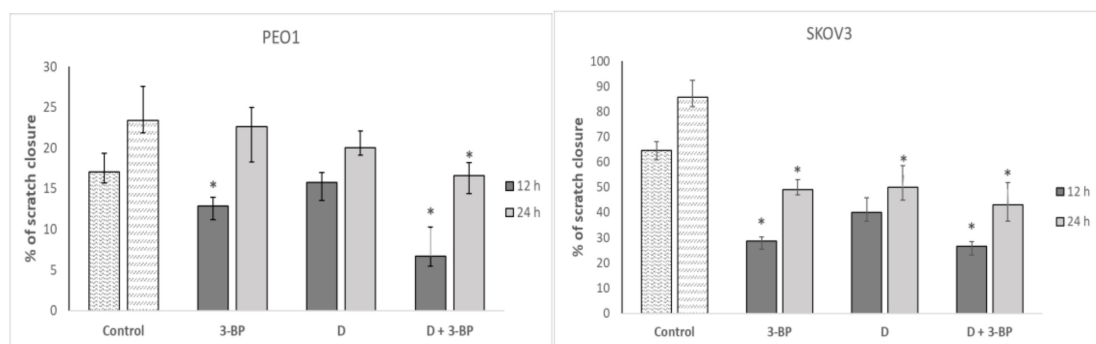 PEO1
% of scratch closure
30
25
20
15
10
5
0
*
*
*
Control 3-BP D D + 3-BP
12 h
24 h
SKOV3
% of scratch closure
100
90
80
70
60
50
40
30
20
10
0
*
*
*
*
*
Control 3-BP D D + 3-BP
12 h
24 h